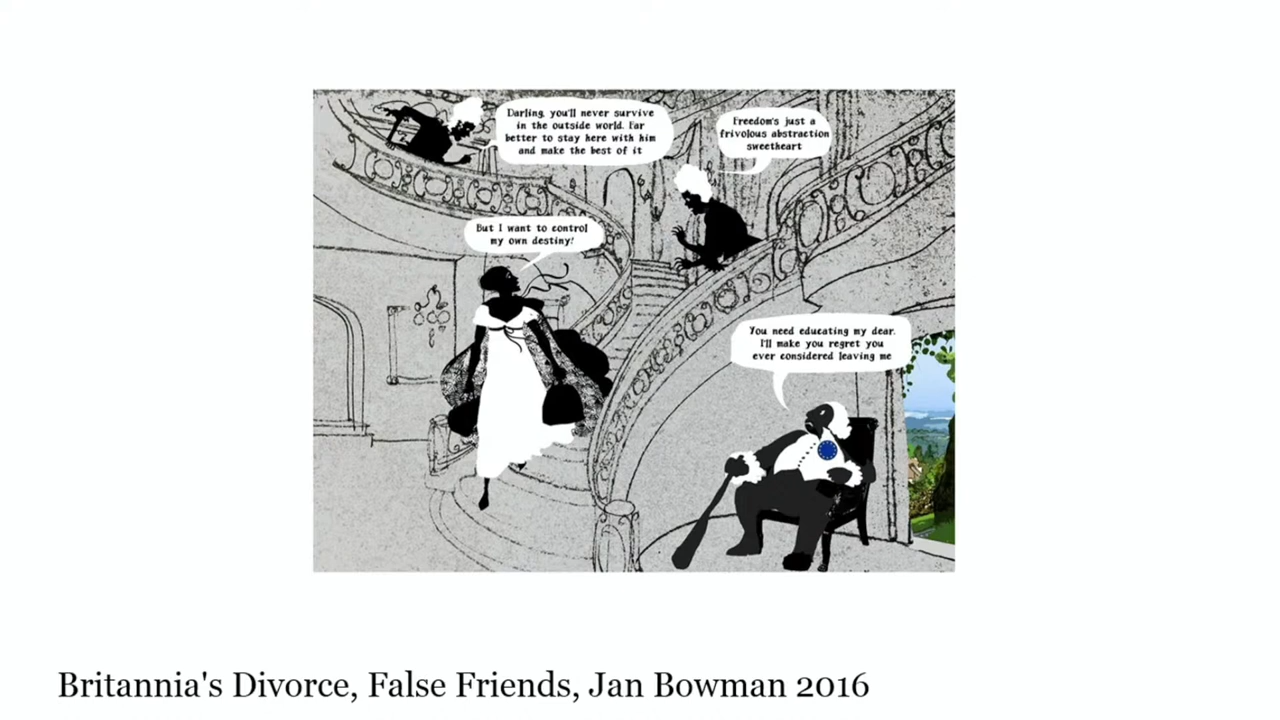 Darling, you'll never survive
in the outside world. Far
better to stay here with him
and make the best of it
Freedom's just a
frivolous abstraction
sweetheart
But I want to control
my own destiny!
You need educating my dear.
I'll make you regret you
ever considered leaving me
Britannia's Divorce, False Friends, Jan Bowman 2016